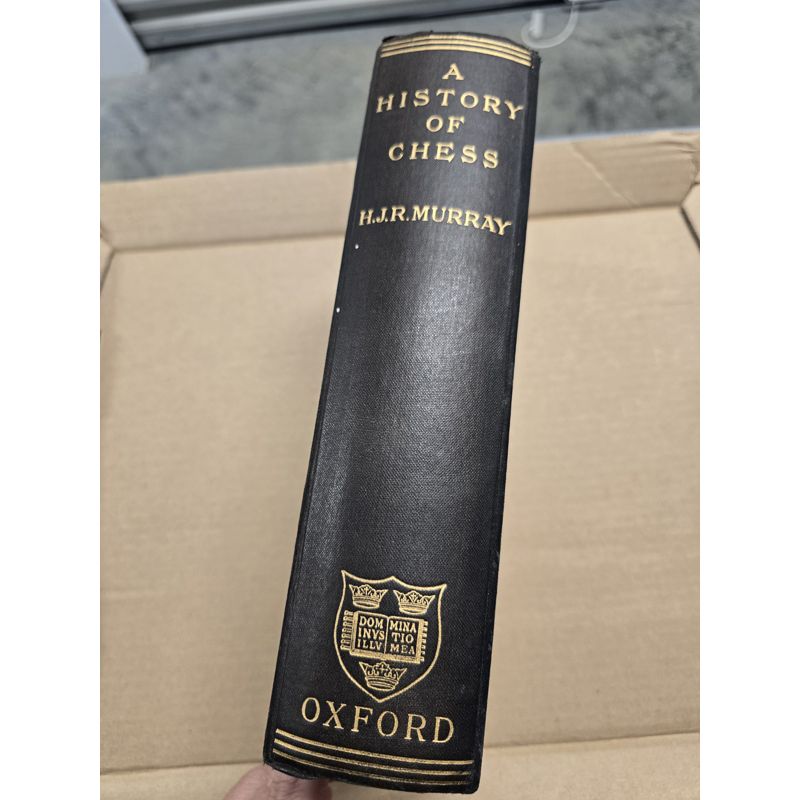 A
HISTORY
OF
CHESS
H.J.R. MURRAY
DOM MINA
INVS TIO
ILLV MEA
OXFORD